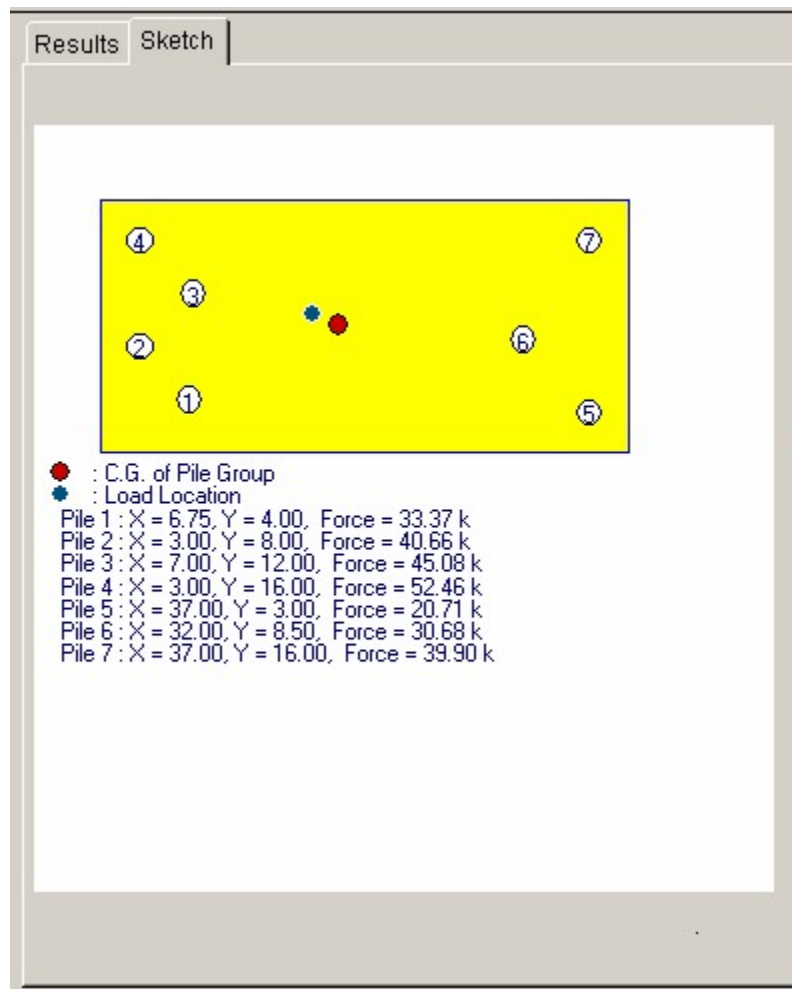 Results Sketch
4 7
3
2 6
1 5
: C.G. of Pile Group
: Load Location
Pile 1 : X = 6.75, Y = 4.00, Force = 33.37 k
Pile 2 : X = 3.00, Y = 8.00, Force = 40.66 k
Pile 3 : X = 7.00, Y = 12.00, Force = 45.08 k
Pile 4 : X = 3.00, Y = 16.00, Force = 52.46 k
Pile 5 : X = 37.00, Y = 3.00, Force = 20.71 k
Pile 6 : X = 32.00, Y = 8.50, Force = 30.68 k
Pile 7 : X = 37.00, Y = 16.00, Force = 39.90 k